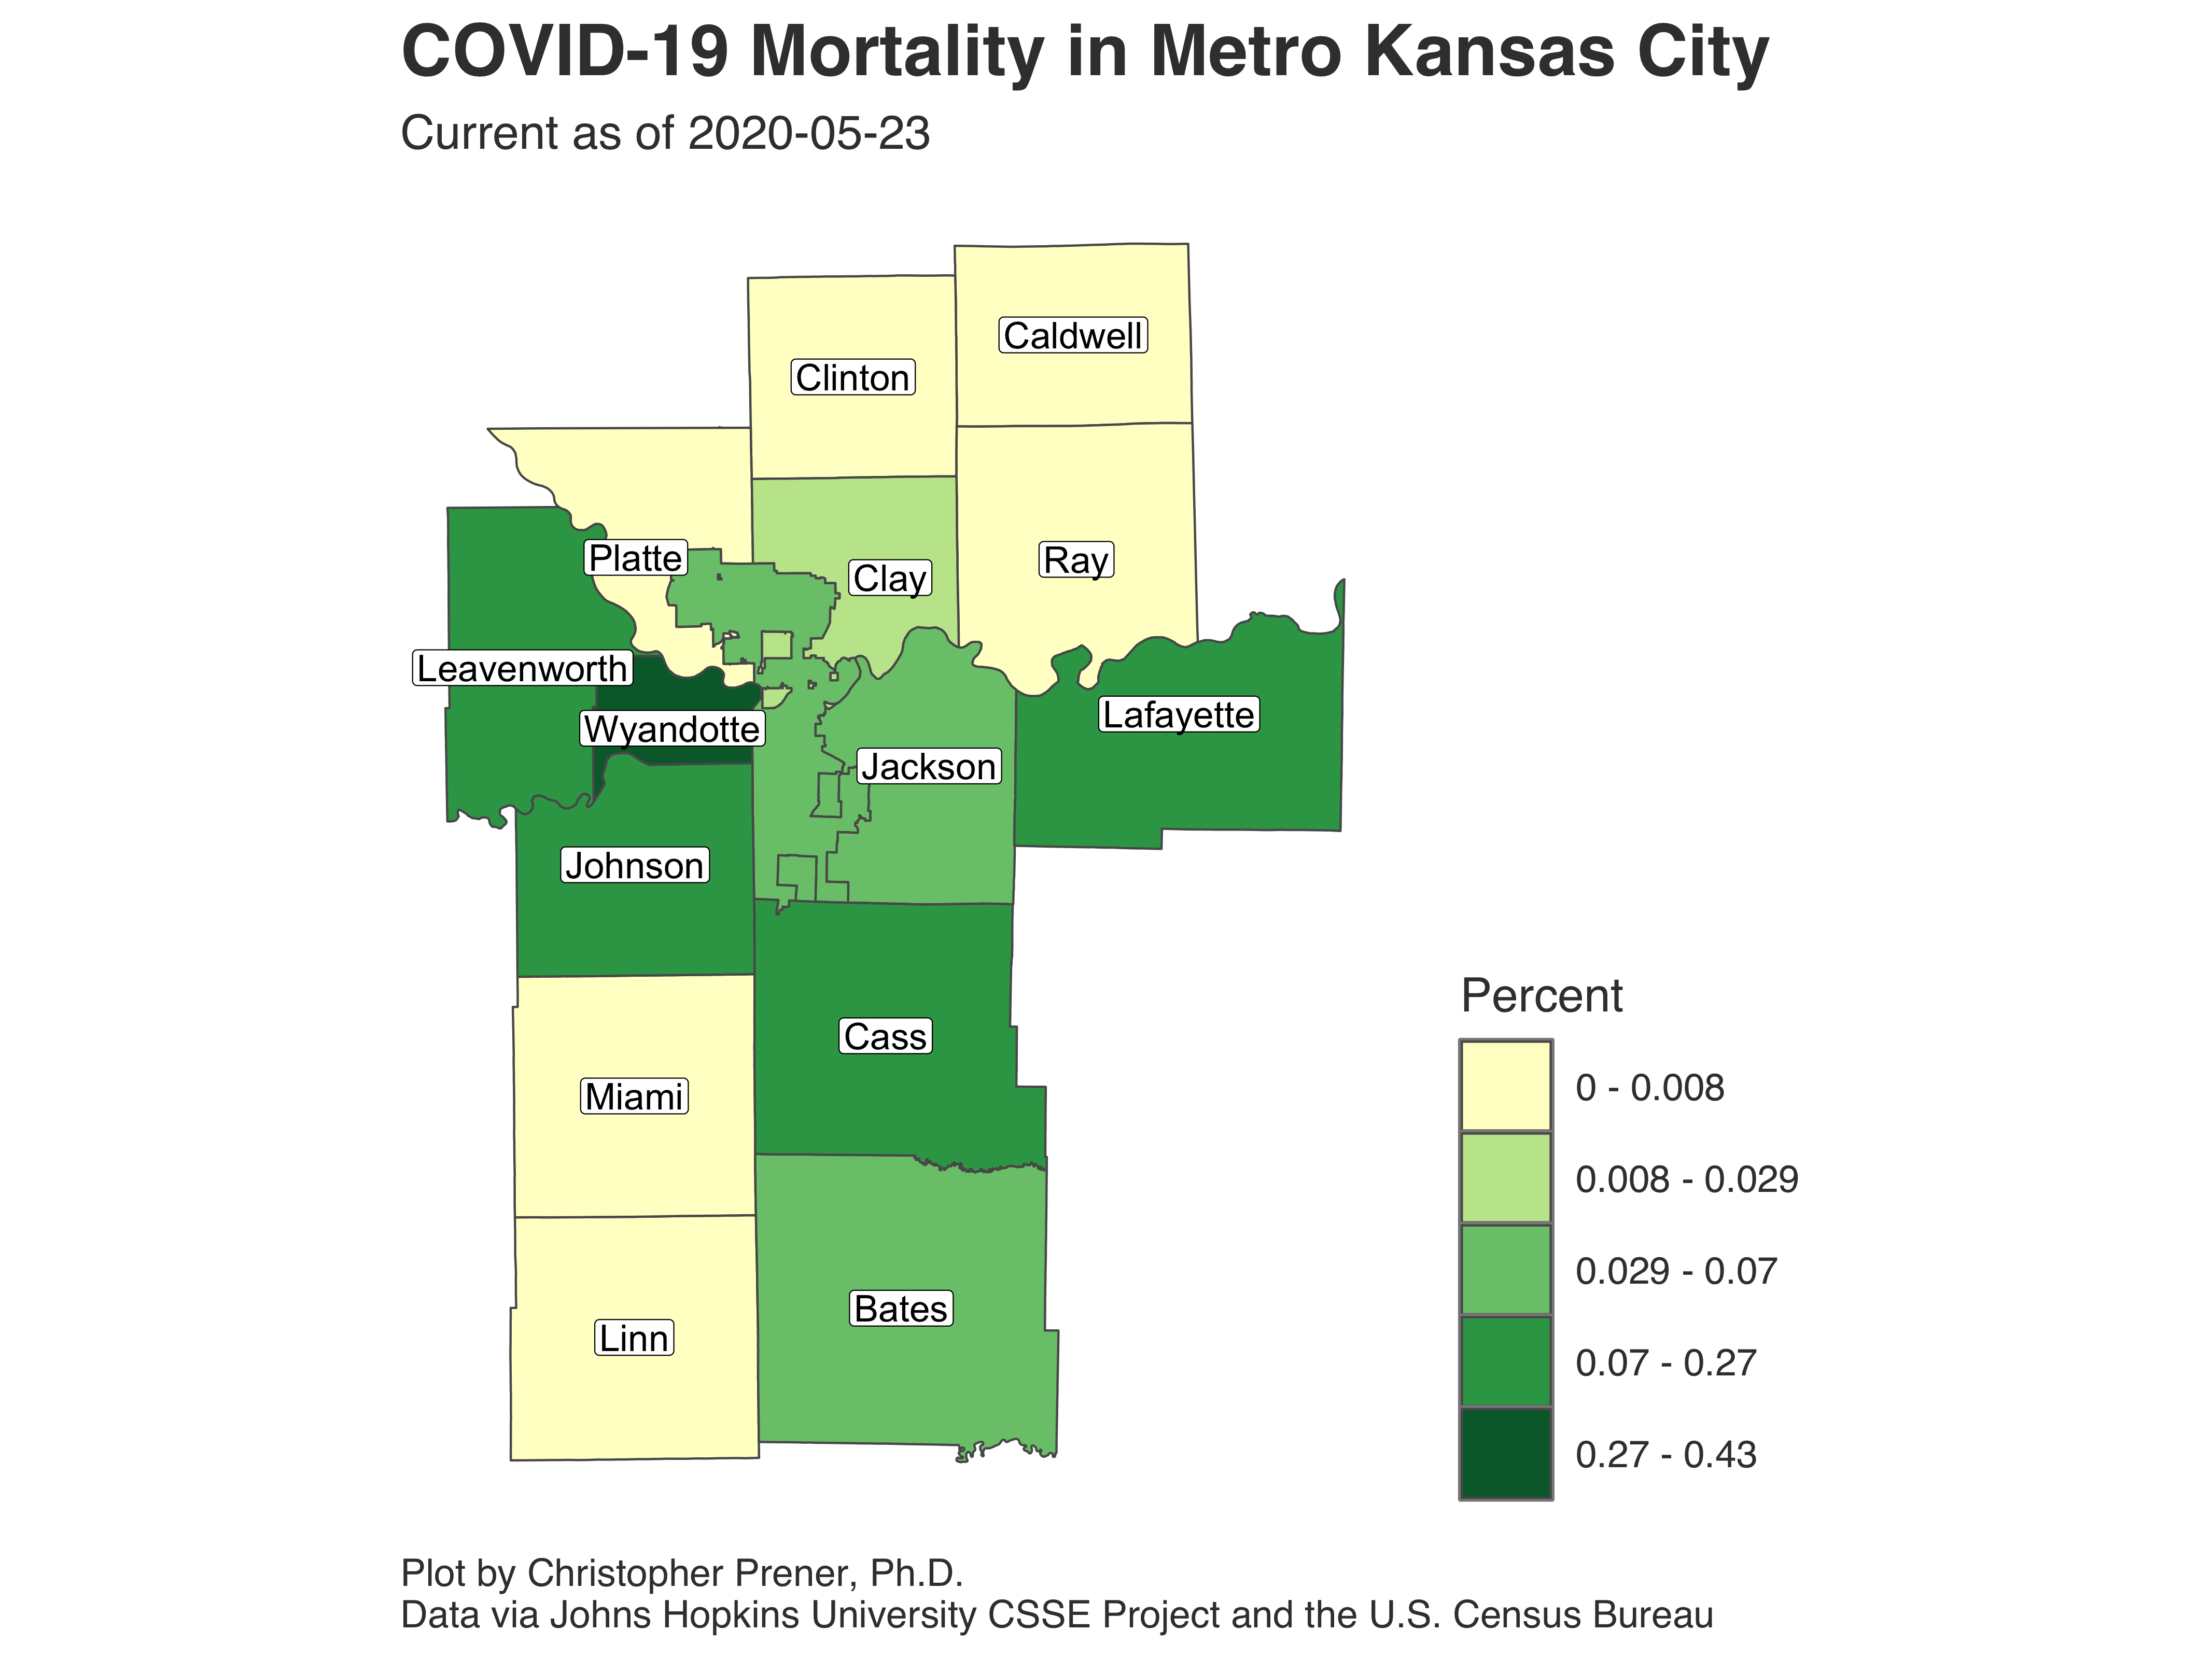 COVID-19 Mortality in Metro Kansas City
Current as of 2020-05-23
Caldwell
Clinton
Platte
Ray
Clay
Leavenworth
Lafayette
Wyandotte
Jackson
Johnson
Cass
Miami
Bates
Linn
Percent
0 - 0.008
0.008 - 0.029
0.029 - 0.07
0.07 - 0.27
0.27 - 0.43
Plot by Christopher Prener, Ph.D.
Data via Johns Hopkins University CSSE Project and the U.S. Census Bureau